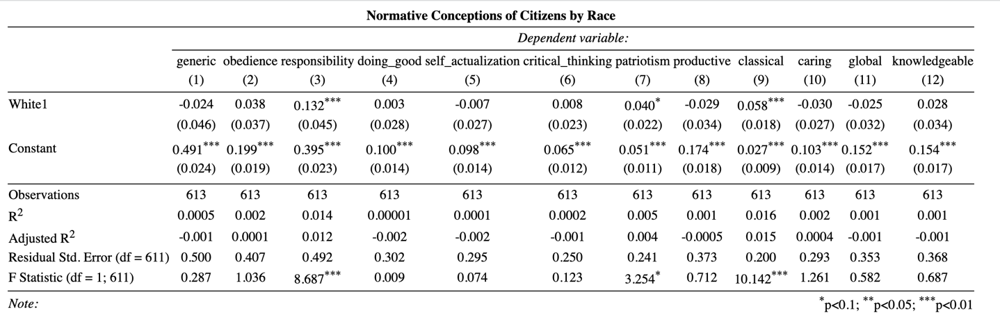 Normative Conceptions of Citizens by Race
Dependent variable:
generic obedience responsibility doing_good self_actualization critical_thinking patriotism productive classical caring global knowledgeable
(1) (2) (3) (4) (5) (6) (7) (8) (9) (10) (11) (12)
White1 -0.024 0.038 0.132*** 0.003 -0.007 0.008 0.040* -0.029 0.058*** -0.030 -0.025 0.028
(0.046) (0.037) (0.045) (0.028) (0.027) (0.023) (0.022) (0.034) (0.018) (0.027) (0.032) (0.034)
Constant 0.491*** 0.199*** 0.395*** 0.100*** 0.098*** 0.065*** 0.051*** 0.174*** 0.027*** 0.103*** 0.152*** 0.154***
(0.024) (0.019) (0.023) (0.014) (0.014) (0.012) (0.011) (0.018) (0.009) (0.014) (0.017) (0.017)
Observations 613 613 613 613 613 613 613 613 613 613 613 613
R2 0.0005 0.002 0.014 0.00001 0.0001 0.0002 0.005 0.001 0.016 0.002 0.001 0.001
Adjusted R2 -0.001 0.0001 0.012 -0.002 -0.002 -0.001 0.004 -0.0005 0.015 0.0004 -0.001 -0.001
Residual Std. Error (df = 611) 0.500 0.407 0.492 0.302 0.295 0.250 0.241 0.373 0.200 0.293 0.353 0.368
F Statistic (df = 1; 611) 0.287 1.036 8.687*** 0.009 0.074 0.123 3.254* 0.712 10.142*** 1.261 0.582 0.687
Note: *p<0.1; **p<0.05; ***p<0.01